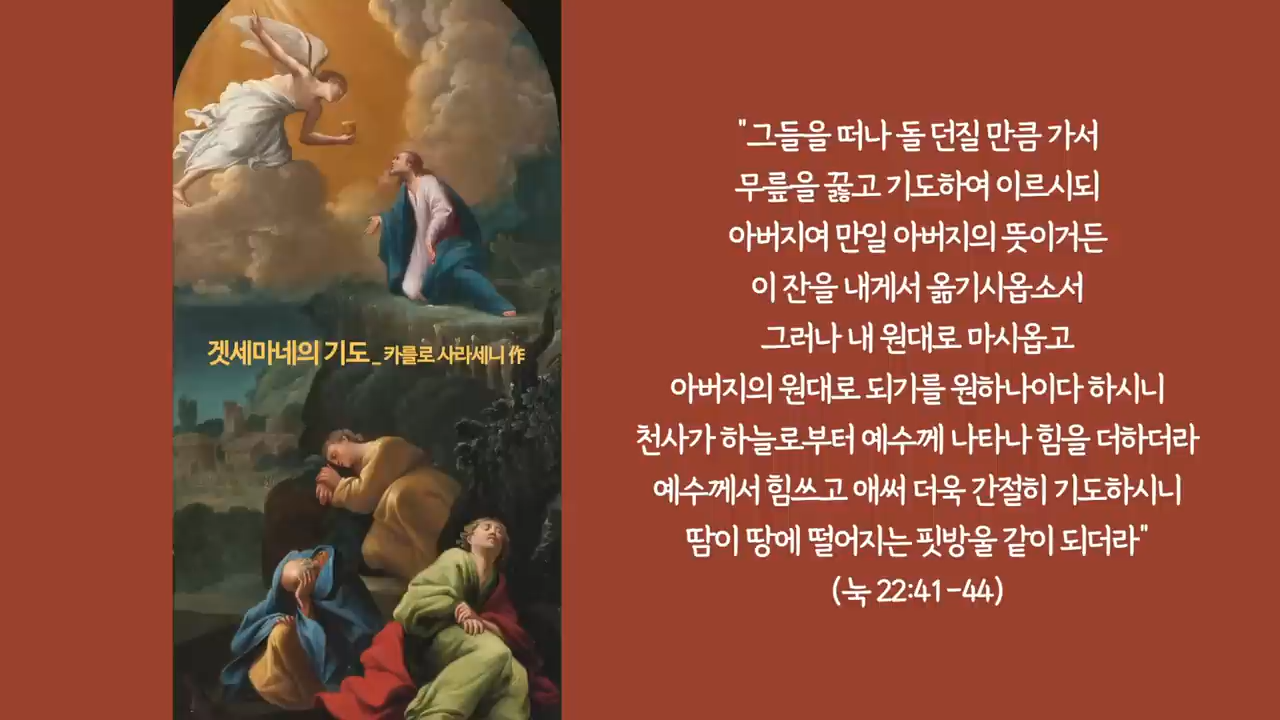 겟세마네의 기도_카를로 사라세니 作
"그들을 떠나 돌 던질 만큼 가서
무릎을 꿇고 기도하여 이르시되
아버지여 만일 아버지의 뜻이거든
이 잔을 내게서 옮기시옵소서
그러나 내 원대로 마시옵고
아버지의 원대로 되기를 원하나이다 하시니
천사가 하늘로부터 예수께 나타나 힘을 더하더라
예수께서 힘쓰고 애써 더욱 간절히 기도하시니
땀이 땅에 떨어지는 핏방울 같이 되더라"
(눅 22:41-44)